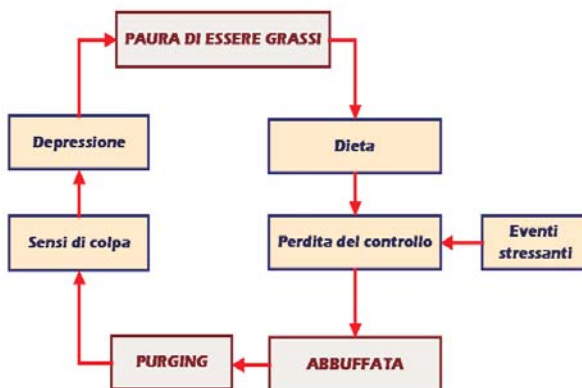 PAURA DI ESSERE GRASSI
Depressione
Dieta
Sensi di colpa
Perdita del controllo
Eventi
stressanti
PURGING
ABBUFFATA